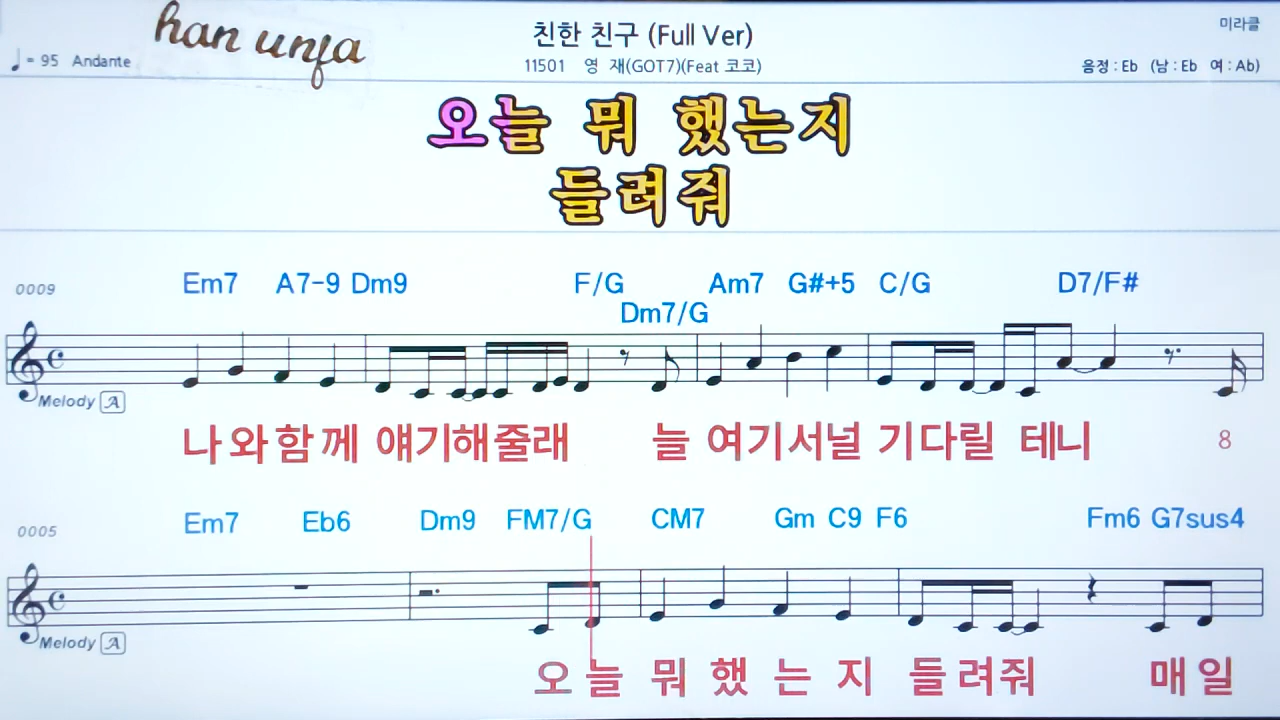 han unfa
친한 친구 (Full Ver)
미라클
♩= 95 Andante
11501 영 재(GOT7)(Feat 코코)
음정 : Eb (남 : Eb 여 : Ab)
오늘 뭐 했는지
들려줘
0009 Em7 A7-9 Dm9 F/G Am7 G#+5 C/G D7/F#
Dm7/G
Melody A
나와함께 얘기해줄래 늘 여기서널 기다릴 테니 8
0005 Em7 Eb6 Dm9 FM7/G CM7 Gm C9 F6 Fm6 G7sus4
Melody A
오늘 뭐 했는지 들려줘 매일